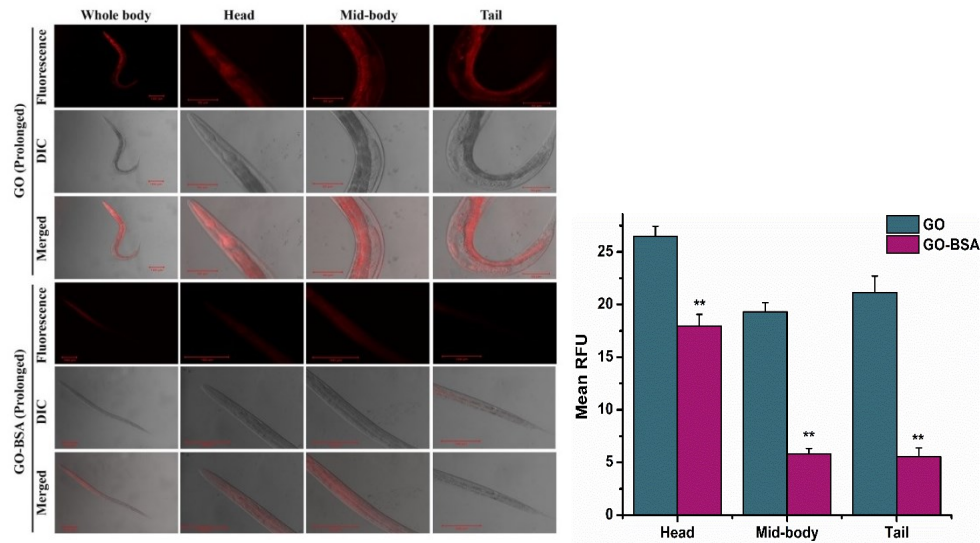 Whole body Head Mid-body Tail
GO (Prolonged)
Fluorescence
DIC
Merged
GO-BSA (Prolonged)
Fluorescence
DIC
Merged
GO
GO-BSA
Mean RFU
25
20
15
10
5
0
**
**
**
Head Mid-body Tail